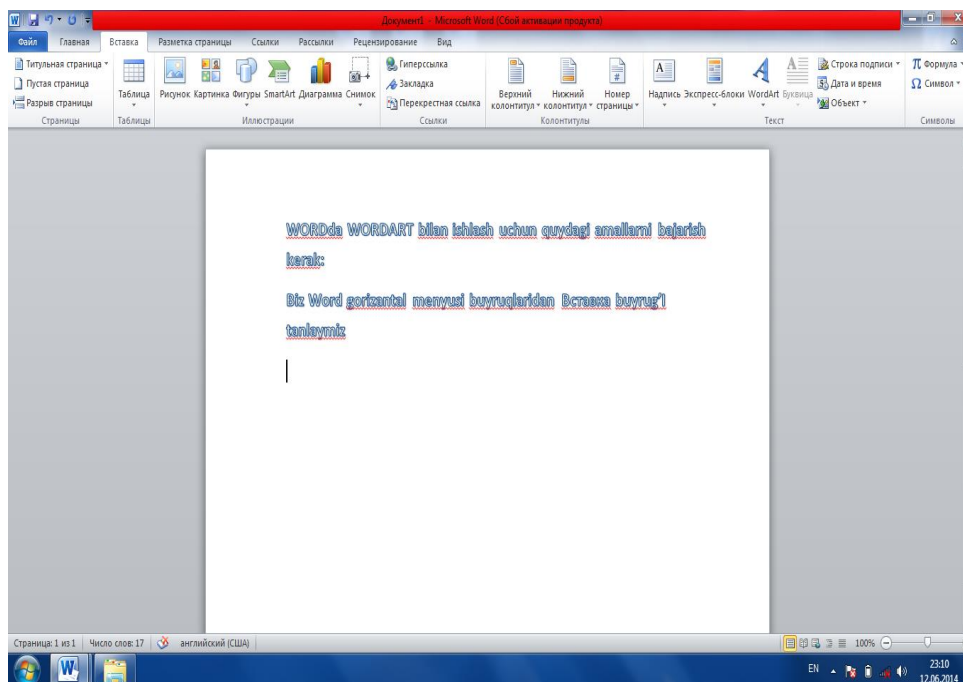 Документ1 - Microsoft Word (Сбой активации продукта)
Файл Главная Вставка Разметка страницы Ссылки Рассылки Рецензирование Вид
Титульная страница
Пустая страница
Разрыв страницы
Страницы
Таблица
Таблицы
Рисунок Картинка Фигуры SmartArt Диаграмма Снимок
Иллюстрации
Гиперссылка
Закладка
Перекрестная ссылка
Ссылки
Верхний колонтитул
Нижний колонтитул
Номер страницы
Колонтитулы
Надпись Экспресс-блоки WordArt Буквица
Строка подписи
Дата и время
Объект
Текст
Формула
Символ
Символы
WORDda WORDART bilan ishlash uchun quydagi amallarni bajarish
kerak:
Biz Word gorizantal menyusi buyruqlaridan Вставка buyrug'I
tanlaymiz
Страница: 1 из 1 Число слов: 17 английский (США) 100%
EN 23:10
12.06.2014